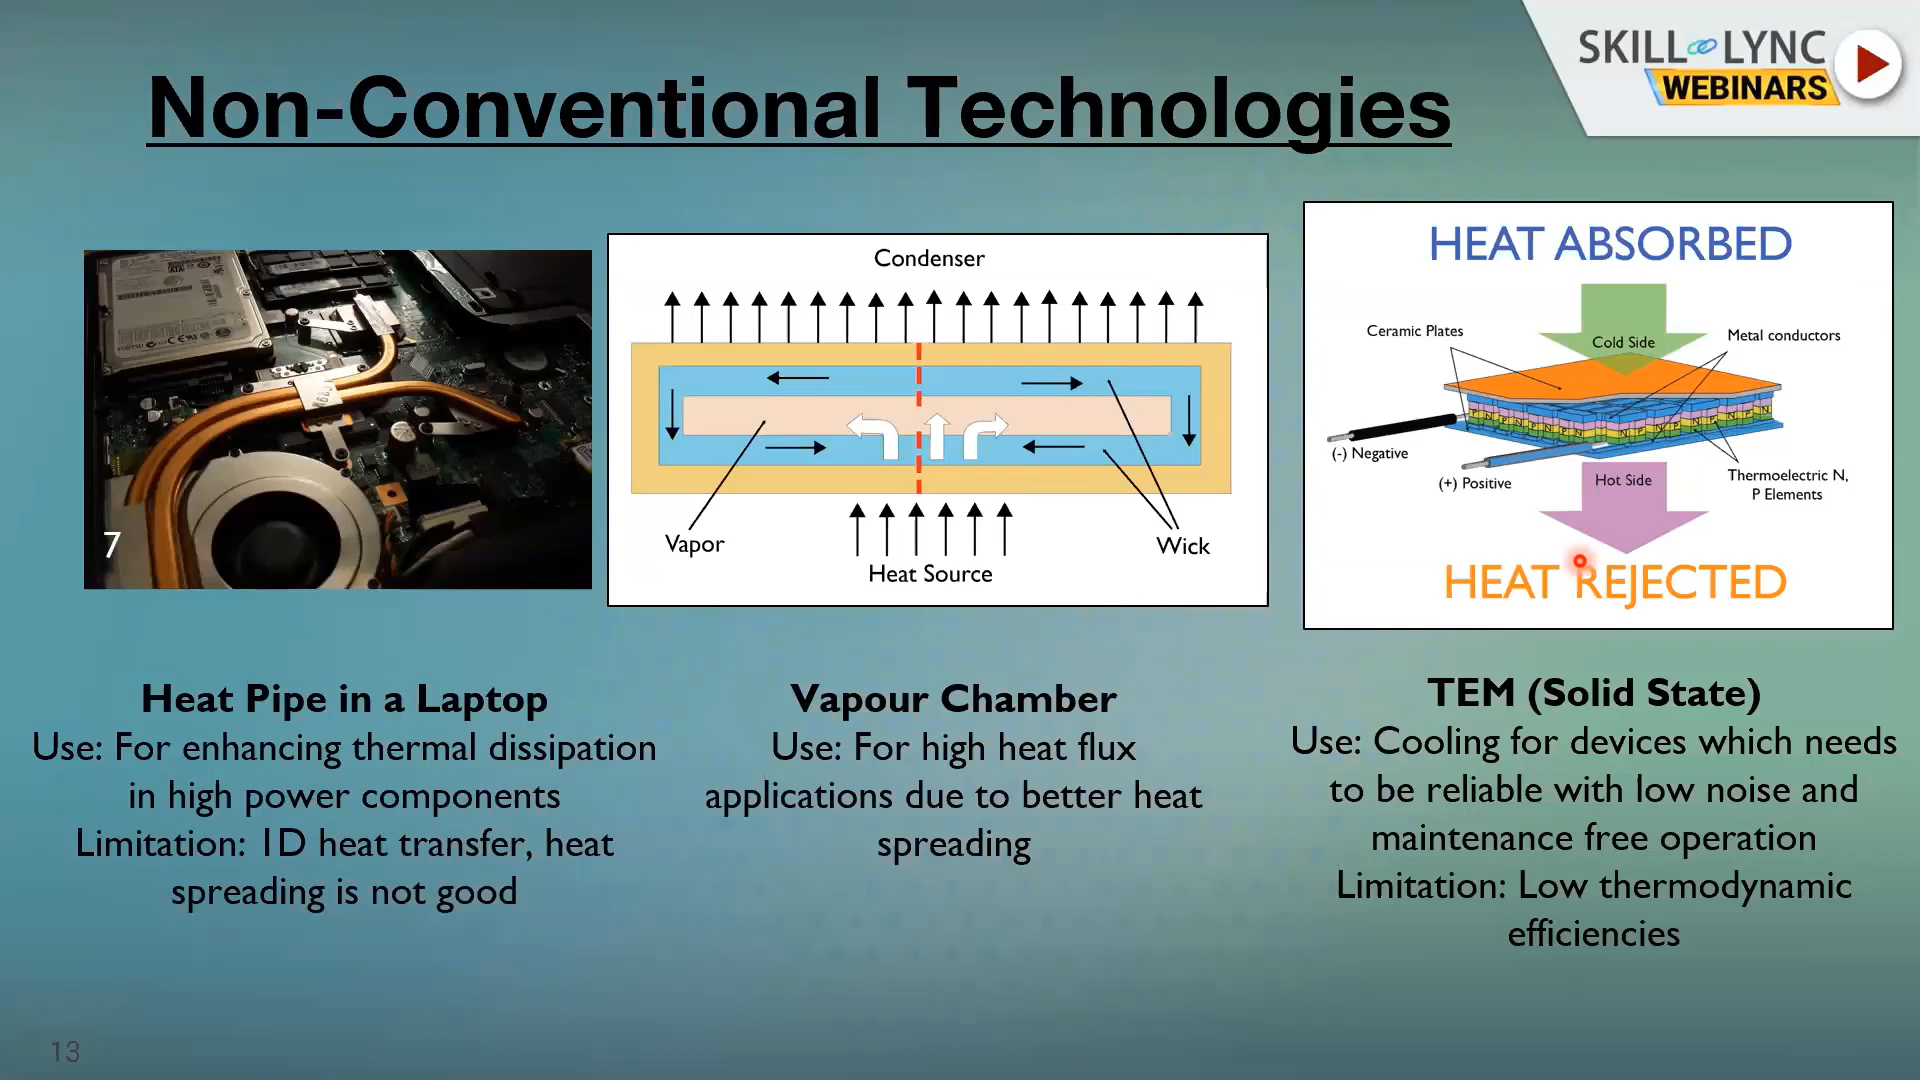 SKILL LYNC
WEBINARS
Non-Conventional Technologies
7
Condenser
Vapor
Heat Source
Wick
HEAT ABSORBED
Ceramic Plates
Cold Side
Metal conductors
(-) Negative
(+) Positive
Hot Side
Thermoelectric N,
P Elements
HEAT REJECTED
Heat Pipe in a Laptop
Use: For enhancing thermal dissipation
in high power components
Limitation: 1D heat transfer, heat
spreading is not good
Vapour Chamber
Use: For high heat flux
applications due to better heat
spreading
TEM (Solid State)
Use: Cooling for devices which needs
to be reliable with low noise and
maintenance free operation
Limitation: Low thermodynamic
efficiencies
13